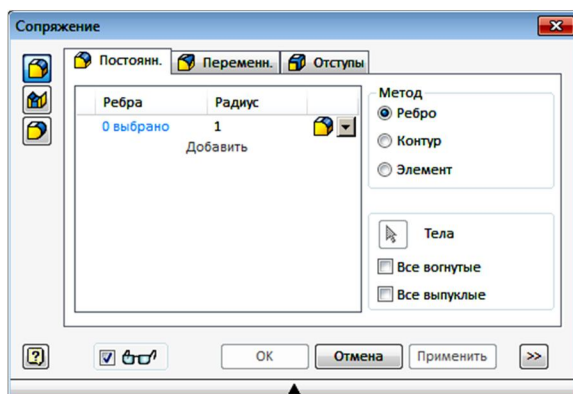 Сопряжение
Постоянн. Переменн. Отступы
Ребра Радиус
0 выбрано 1
Добавить
Метод
Ребро
Контур
Элемент
Тела
Все вогнутые
Все выпуклые
?
OK Отмена Применить >>